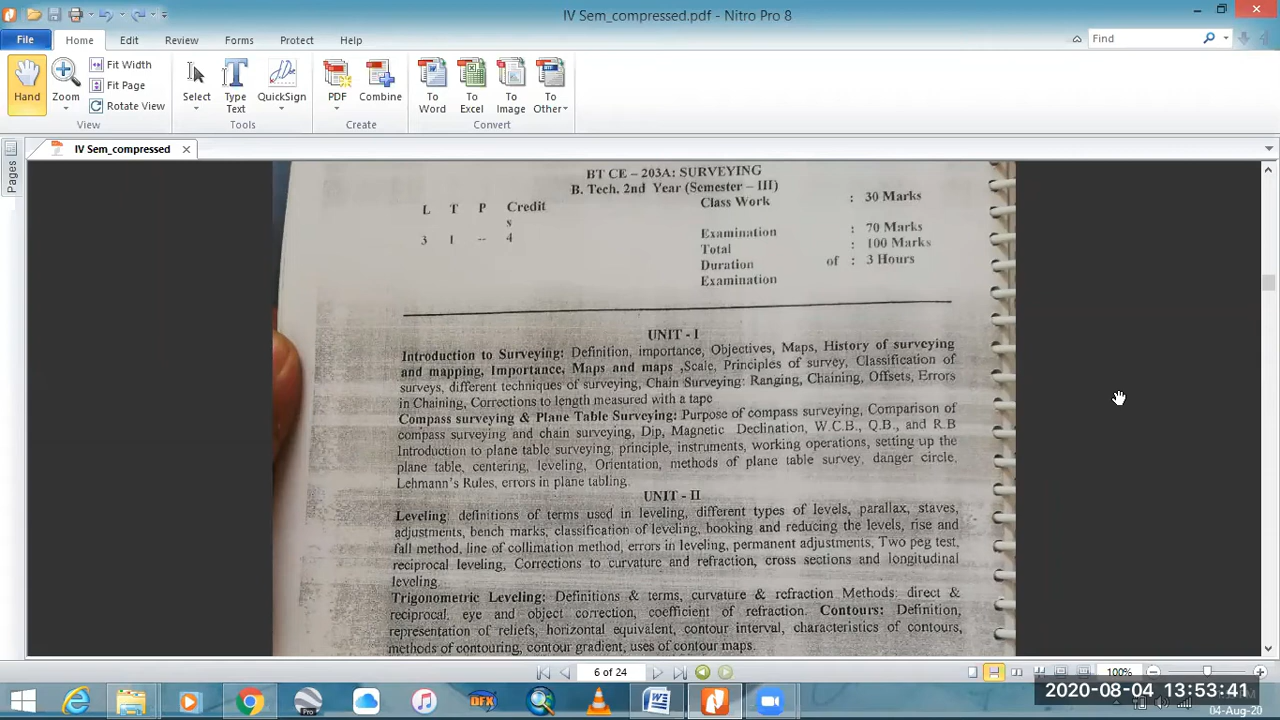 IV Sem_compressed.pdf - Nitro Pro 8
File Home Edit Review Forms Protect Help Find
Hand Zoom Fit Width Fit Page Rotate View Select Type Text QuickSign PDF Combine To Word To Excel To Image To Other
View Tools Create Convert
IV Sem_compressed
Pages
BT CE – 203A: SURVEYING
B. Tech. 2nd Year (Semester – III)
L T P Credit
s
3 1 -- 4
Class Work : 30 Marks
Examination : 70 Marks
Total : 100 Marks
Duration of : 3 Hours
Examination
UNIT - I
Introduction to Surveying: Definition, importance, Objectives, Maps, History of surveying
and mapping, Importance, Maps and maps ,Scale, Principles of survey, Classification of
surveys, different techniques of surveying, Chain Surveying: Ranging, Chaining, Offsets, Errors
in Chaining, Corrections to length measured with a tape
Compass surveying & Plane Table Surveying: Purpose of compass surveying, Comparison of
compass surveying and chain surveying, Dip, Magnetic Declination, W.C.B., Q.B., and R.B
Introduction to plane table surveying, principle, instruments, working operations, setting up the
plane table, centering, leveling, Orientation, methods of plane table survey, danger circle,
Lehmann's Rules, errors in plane tabling.
UNIT - II
Leveling: definitions of terms used in leveling, different types of levels, parallax, staves,
adjustments, bench marks, classification of leveling, booking and reducing the levels, rise and
fall method, line of collimation method, errors in leveling, permanent adjustments, Two peg test,
reciprocal leveling, Corrections to curvature and refraction, cross sections and longitudinal
leveling.
Trigonometric Leveling: Definitions & terms, curvature & refraction Methods: direct &
reciprocal, eye and object correction, coefficient of refraction. Contours: Definition,
representation of reliefs, horizontal equivalent, contour interval, characteristics of contours,
methods of contouring, contour gradient, uses of contour maps.
6 of 24
100%
2020-08-04 13:53:41
04-Aug-20
Pro
DFX